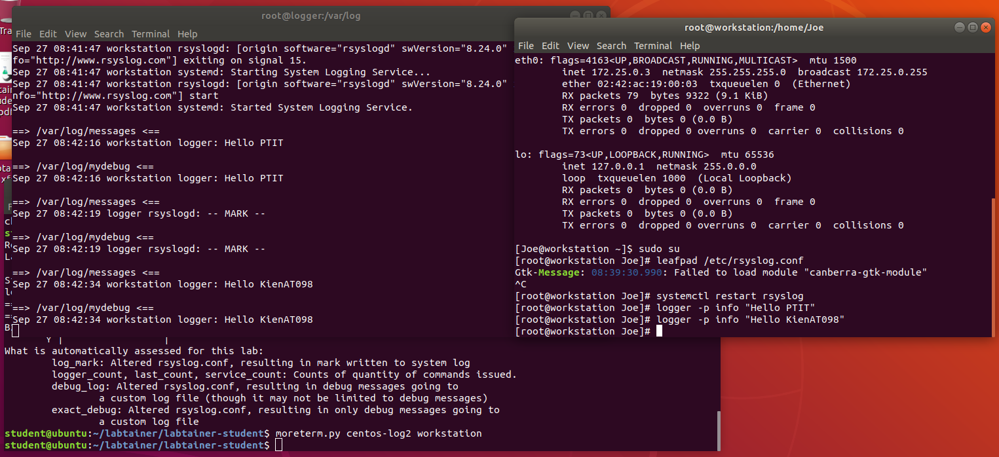 root@logger:/var/log
File Edit View Search Terminal Help
Sep 27 08:41:47 workstation rsyslogd: [origin software="rsyslogd" swVersion="8.24.0"
fo="http://www.rsyslog.com"] exiting on signal 15.
Sep 27 08:41:47 workstation systemd: Starting System Logging Service...
Sep 27 08:41:47 workstation rsyslogd: [origin software="rsyslogd" swVersion="8.24.0"
nfo="http://www.rsyslog.com"] start
Sep 27 08:41:47 workstation systemd: Started System Logging Service.
==> /var/log/messages <==
Sep 27 08:42:16 workstation logger: Hello PTIT
==> /var/log/mydebug <==
Sep 27 08:42:16 workstation logger: Hello PTIT
==> /var/log/messages <==
Sep 27 08:42:19 logger rsyslogd: -- MARK --
==> /var/log/mydebug <==
Sep 27 08:42:19 logger rsyslogd: -- MARK --
==> /var/log/messages <==
Sep 27 08:42:34 workstation logger: Hello KienAT098
==> /var/log/mydebug <==
Sep 27 08:42:34 workstation logger: Hello KienAT098
root@workstation:/home/Joe
File Edit View Search Terminal Help
eth0: flags=4163<UP,BROADCAST,RUNNING,MULTICAST> mtu 1500
inet 172.25.0.3 netmask 255.255.255.0 broadcast 172.25.0.255
ether 02:42:ac:19:00:03 txqueuelen 0 (Ethernet)
RX packets 79 bytes 9322 (9.1 KiB)
RX errors 0 dropped 0 overruns 0 frame 0
TX packets 0 bytes 0 (0.0 B)
TX errors 0 dropped 0 overruns 0 carrier 0 collisions 0
lo: flags=73<UP,LOOPBACK,RUNNING> mtu 65536
inet 127.0.0.1 netmask 255.0.0.0
loop txqueuelen 1000 (Local Loopback)
RX packets 0 bytes 0 (0.0 B)
RX errors 0 dropped 0 overruns 0 frame 0
TX packets 0 bytes 0 (0.0 B)
TX errors 0 dropped 0 overruns 0 carrier 0 collisions 0
[Joe@workstation ~]$ sudo su
[root@workstation Joe]# leafpad /etc/rsyslog.conf
Gtk-Message: 08:39:30.990: Failed to load module "canberra-gtk-module"
^C
[root@workstation Joe]# systemctl restart rsyslog
[root@workstation Joe]# logger -p info "Hello PTIT"
[root@workstation Joe]# logger -p info "Hello KienAT098"
[root@workstation Joe]#
Y | |
What is automatically assessed for this lab:
log_mark: Altered rsyslog.conf, resulting in mark written to system log
logger_count, last_count, service_count: Counts of quantity of commands issued.
debug_log: Altered rsyslog.conf, resulting in debug messages going to
a custom log file (though it may not be limited to debug messages)
exact_debug: Altered rsyslog.conf, resulting in only debug messages going to
a custom log file
student@ubuntu:~/labtainer/labtainer-student$ moreterm.py centos-log2 workstation
student@ubuntu:~/labtainer/labtainer-student$